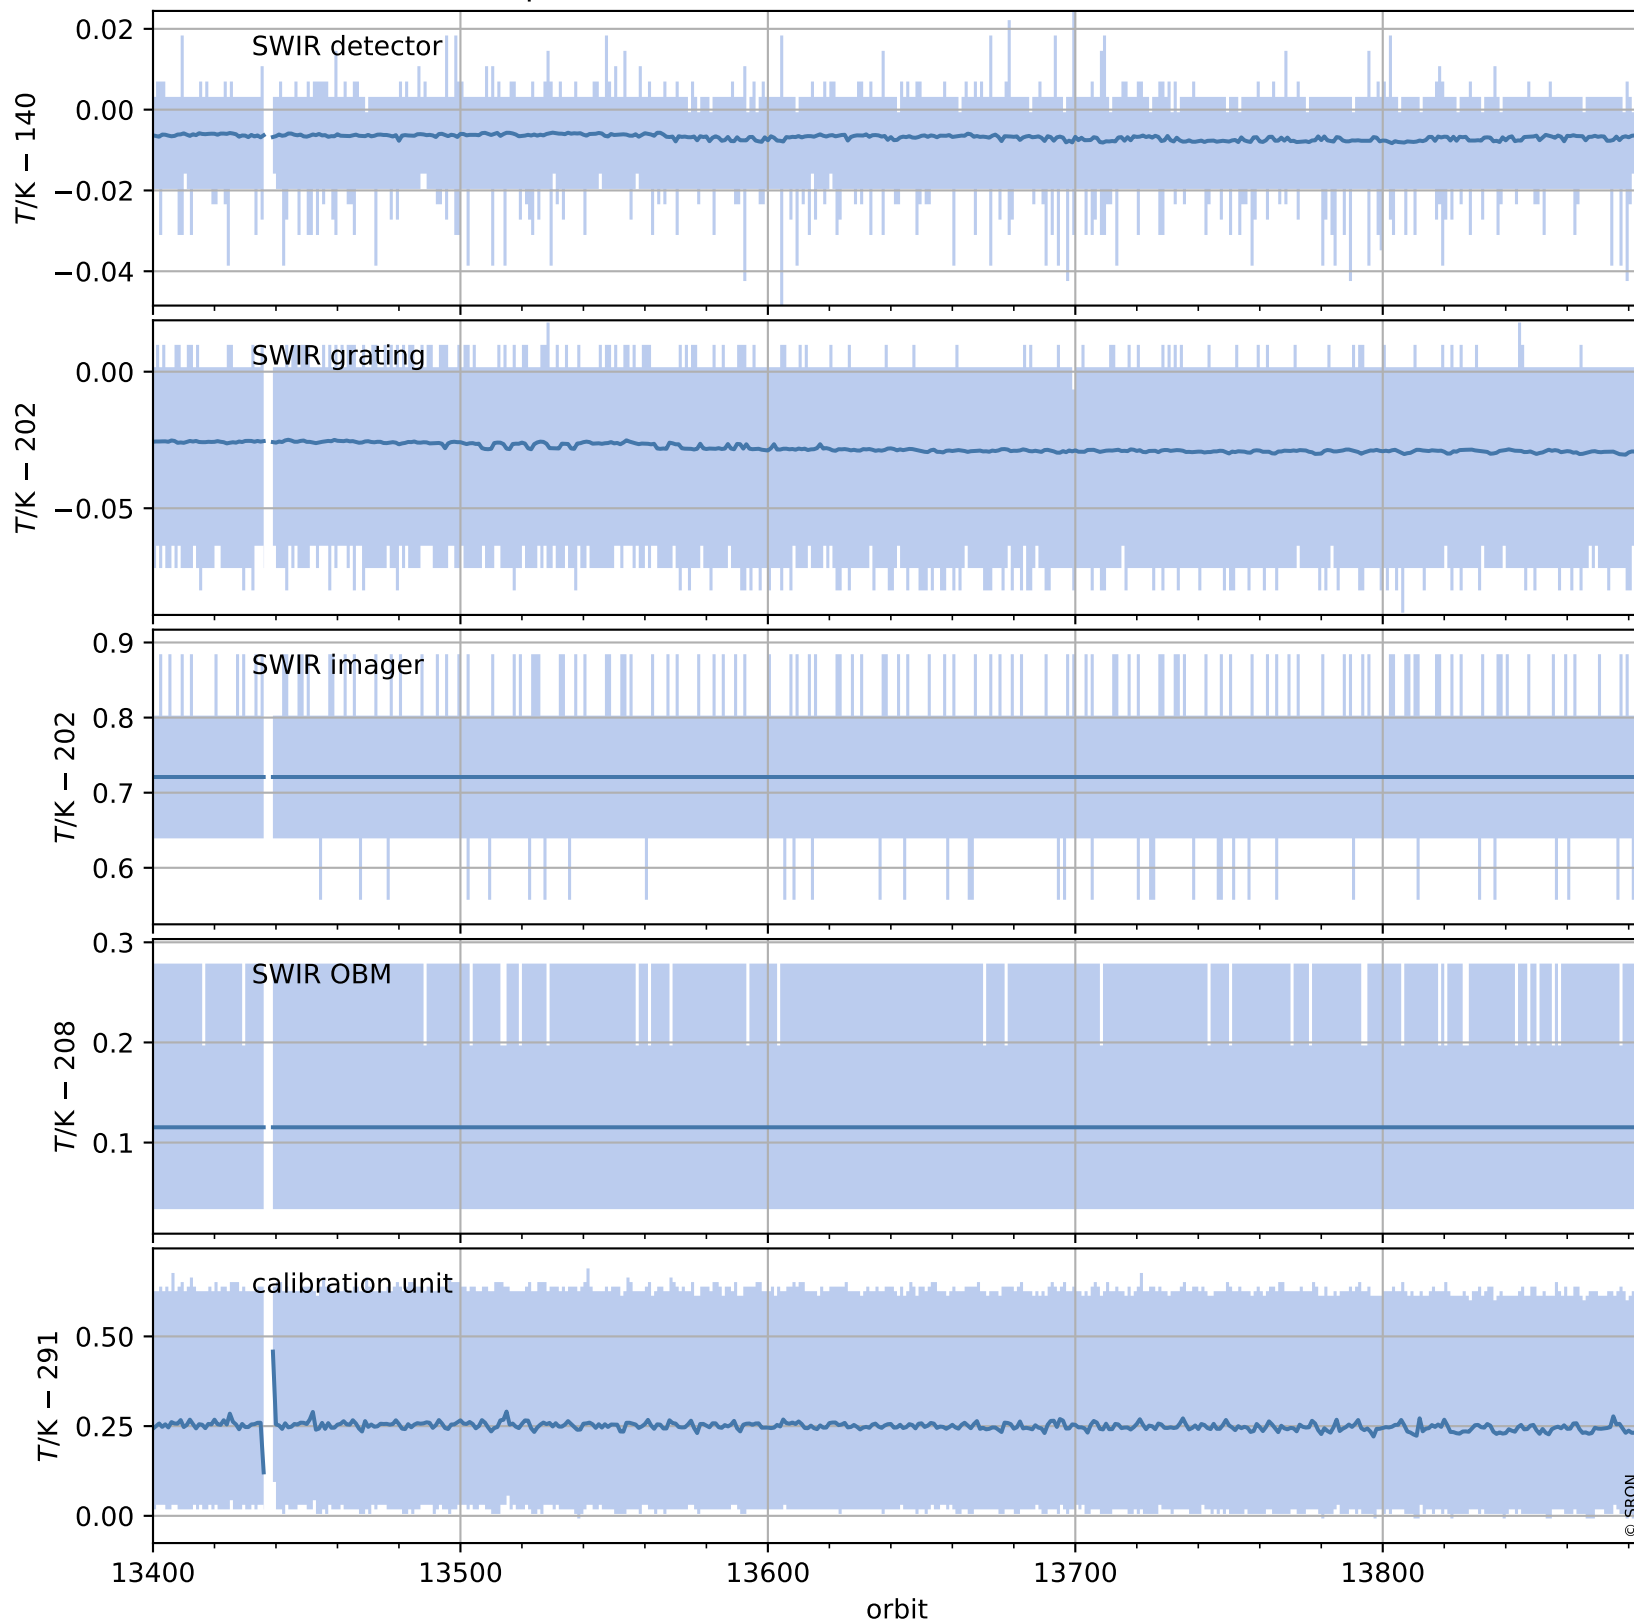 0.02
SWIR detector
0.00
−0.02
−0.04
T/K − 140
SWIR grating
0.00
−0.05
T/K − 202
0.9
SWIR imager
0.8
0.7
0.6
T/K − 202
0.3
SWIR OBM
0.2
0.1
T/K − 208
calibration unit
0.50
0.25
0.00
T/K − 291
© SRON
13400 13500 13600 13700 13800
orbit